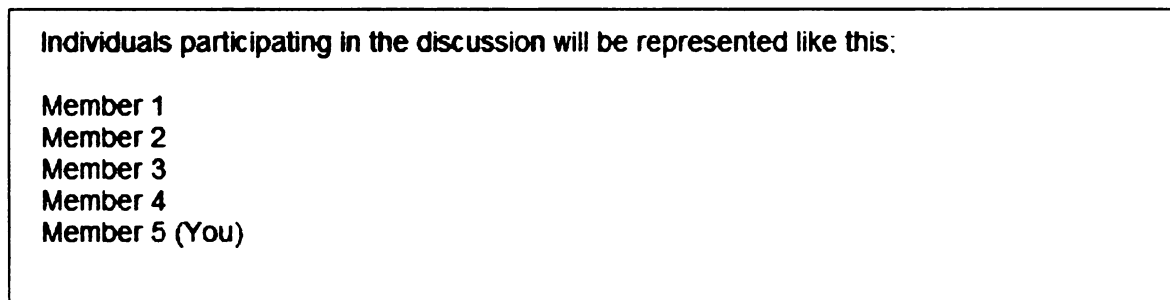 Individuals participating in the discussion will be represented like this:
Member 1
Member 2
Member 3
Member 4
Member 5 (You)